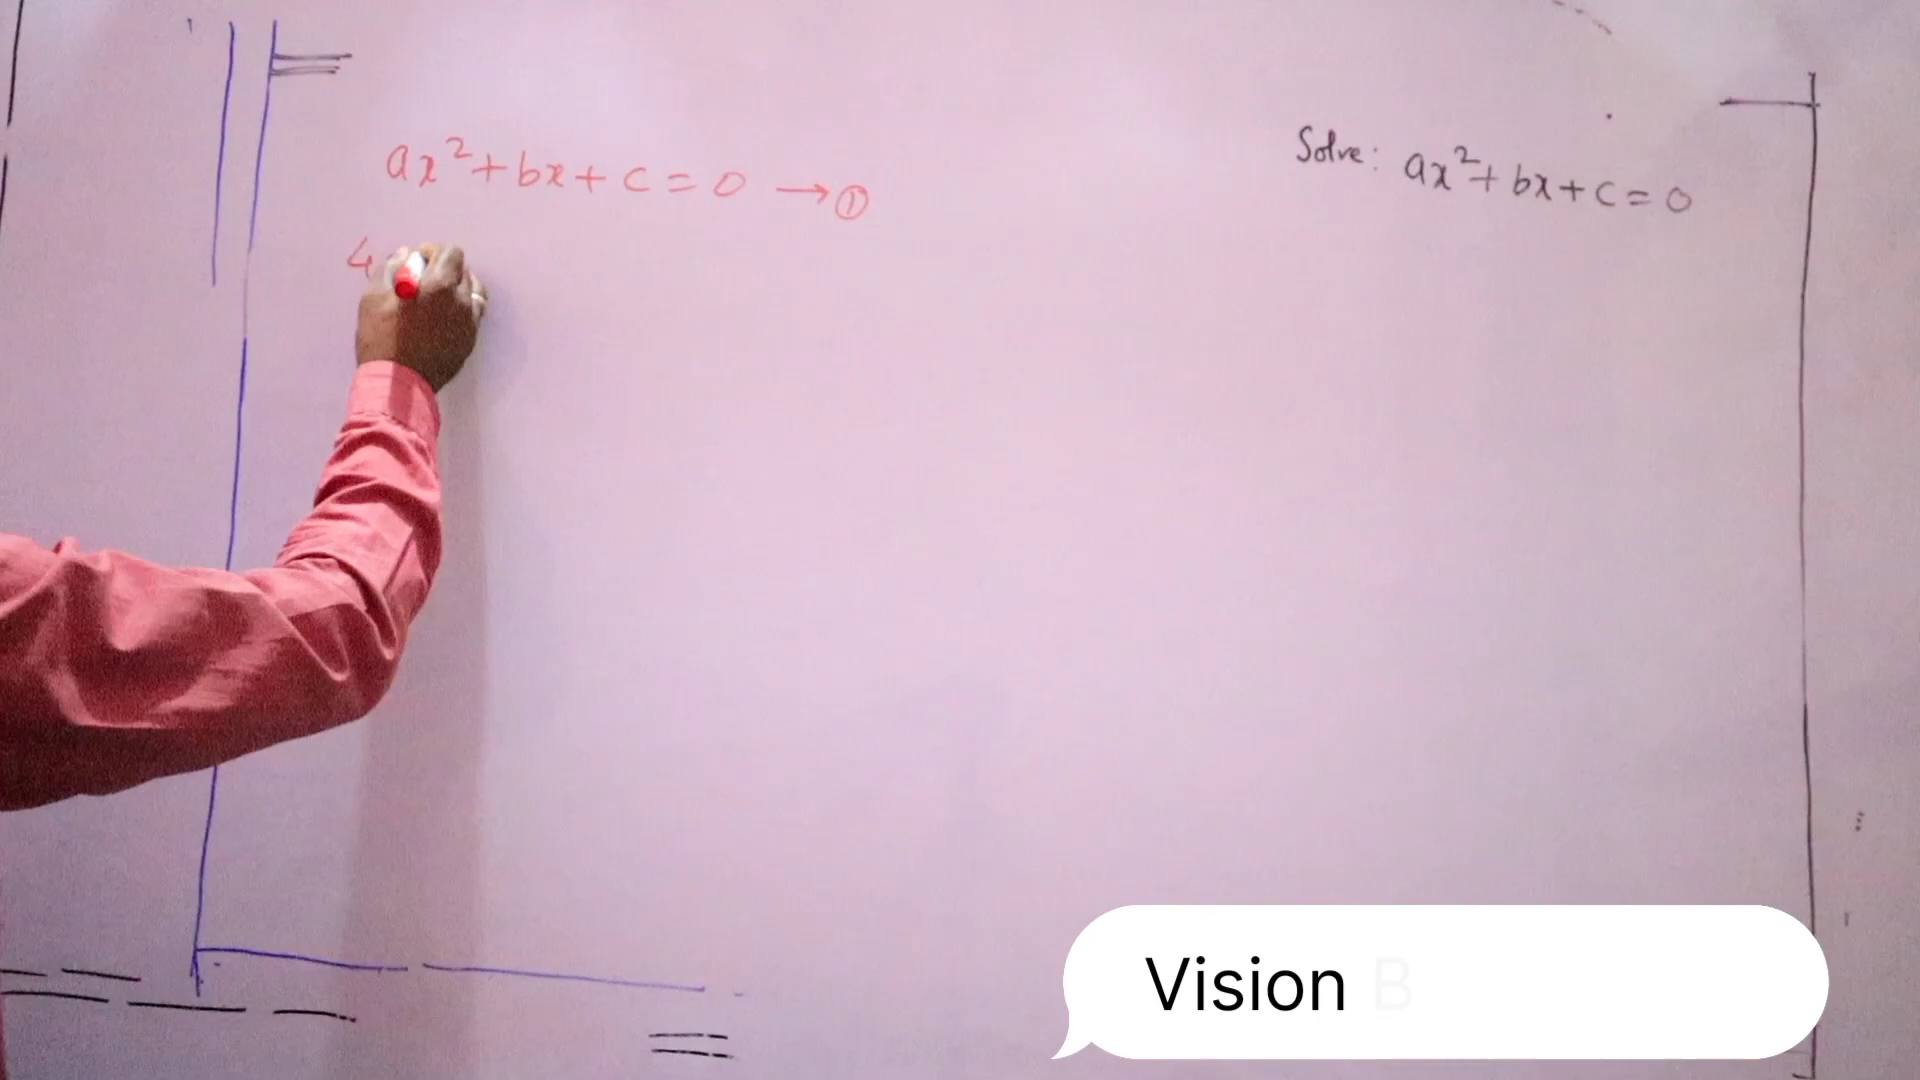 ax²+bx+c=0 →①
4
Solve: ax²+bx+c=0
Vision B